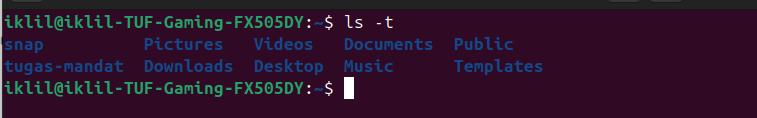 iklil@iklil-TUF-Gaming-FX505DY:~$ ls -t
snap Pictures Videos Documents Public
tugas-mandat Downloads Desktop Music Templates
iklil@iklil-TUF-Gaming-FX505DY:~$